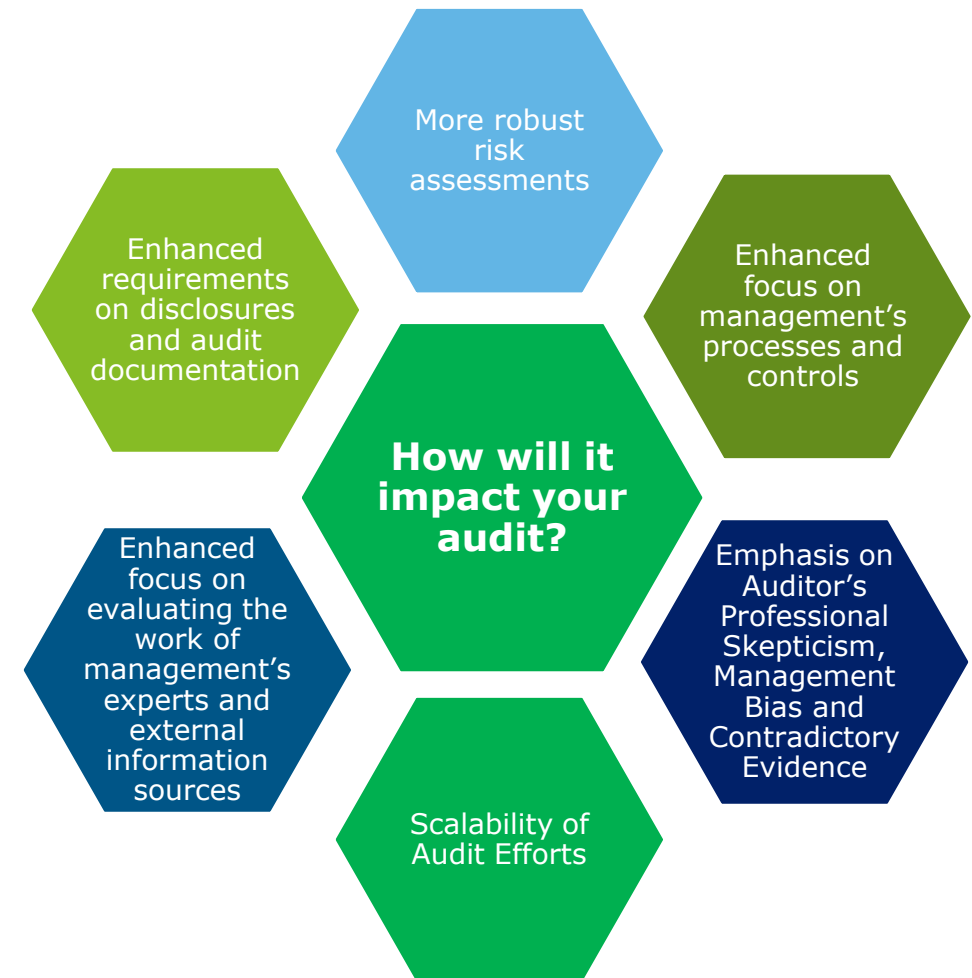 More robust
risk
assessments
Enhanced
requirements
on disclosures
and audit
documentation
Enhanced
focus on
management’s
processes and
controls
How will it
impact your
audit?
Enhanced
focus on
evaluating the
work of
management’s
experts and
external
information
sources
Emphasis on
Auditor’s
Professional
Skepticism,
Management
Bias and
Contradictory
Evidence
Scalability of
Audit Efforts